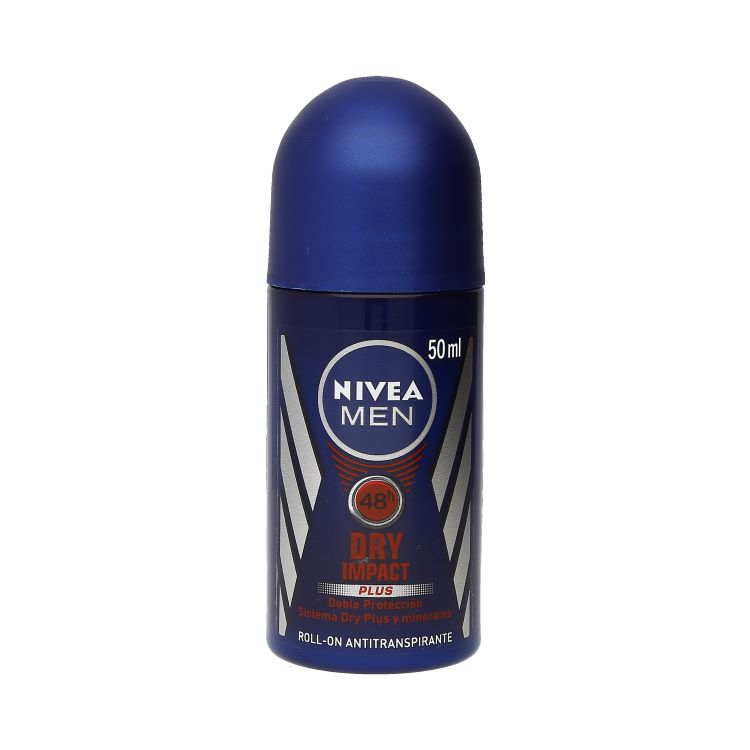 50 ml
NIVEA
MEN
48h
DRY
IMPACT
PLUS
Doble Protección
Sistema Dry Plus y minerales
ROLL-ON ANTITRANSPIRANTE